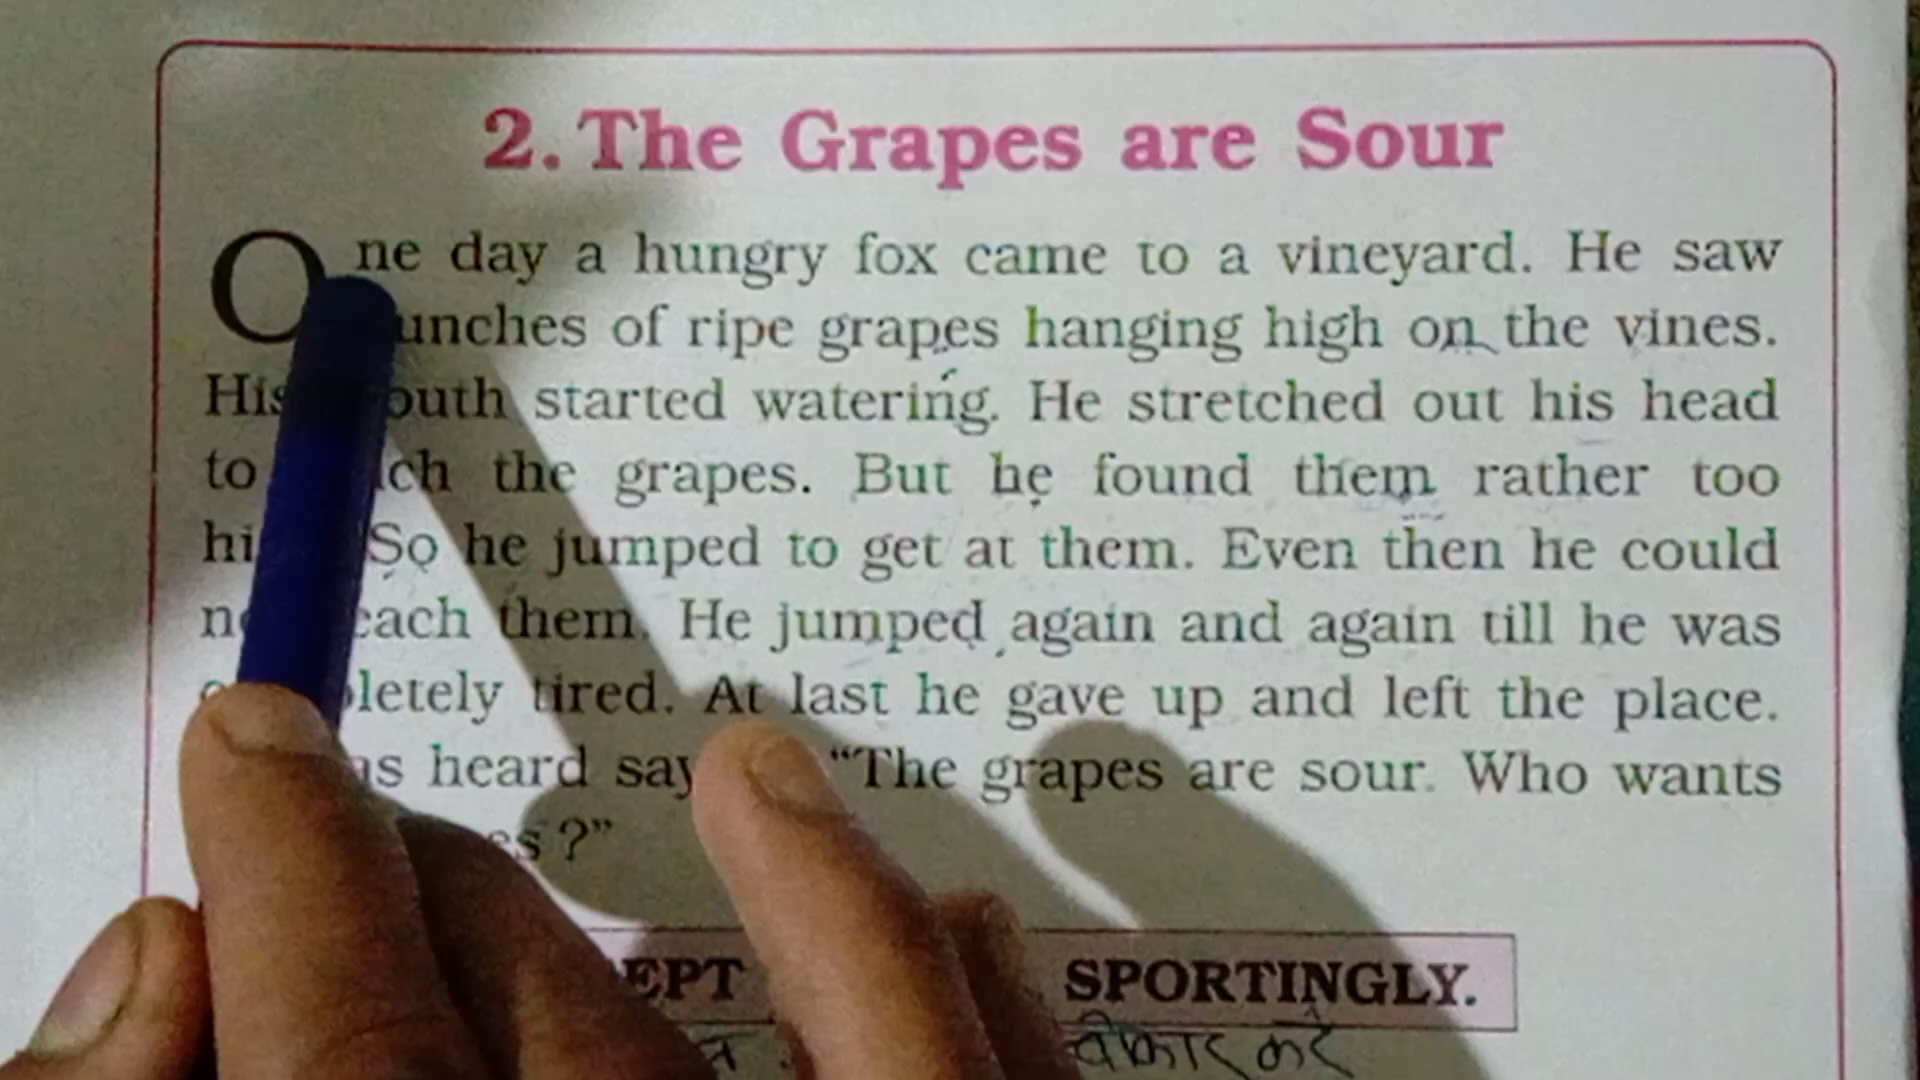 2. The Grapes are Sour
One day a hungry fox came to a vineyard. He saw
unches of ripe grapes hanging high on the vines.
His outh started watering. He stretched out his head
to ch the grapes. But he found them rather too
hi So he jumped to get at them. Even then he could
n each them. He jumped again and again till he was
letely tired. At last he gave up and left the place.
as heard say "The grapes are sour. Who wants
es ?"
EPT SPORTINGLY.
करें